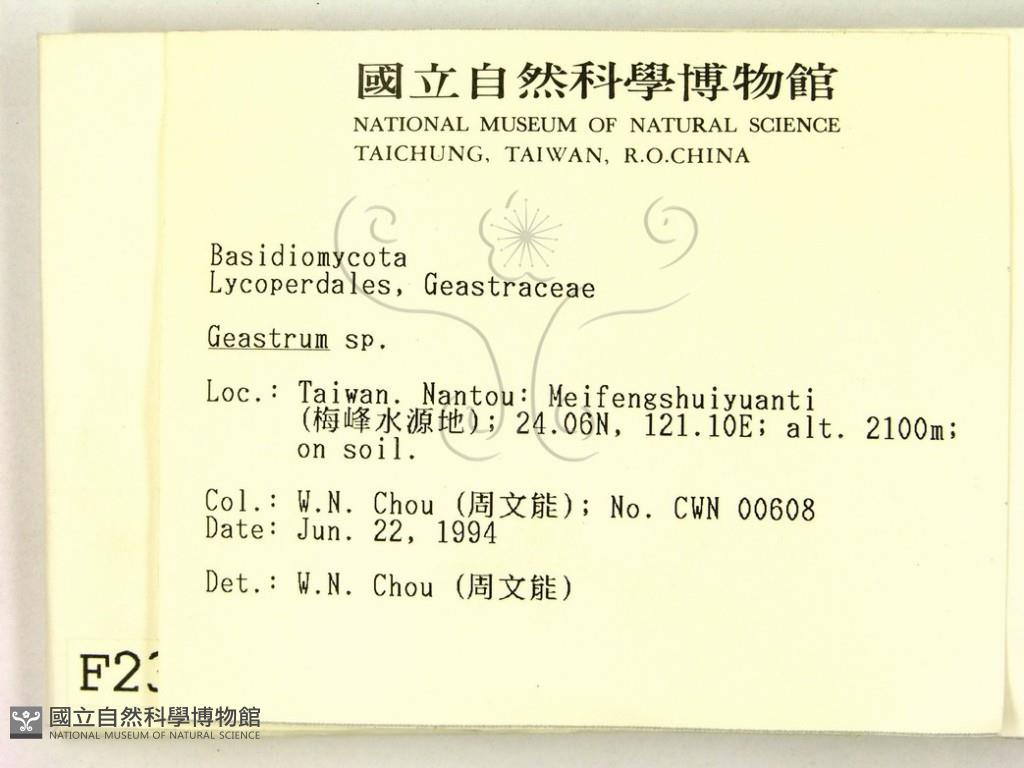 國立自然科學博物館
NATIONAL MUSEUM OF NATURAL SCIENCE
TAICHUNG, TAIWAN, R.O.CHINA
Basidiomycota
Lycoperdales, Geastraceae
Geastrum sp.
Loc.: Taiwan. Nantou: Meifengshuiyuanti
(梅峰水源地); 24.06N, 121.10E; alt. 2100m;
on soil.
Col.: W.N. Chou (周文能); No. CWN 00608
Date: Jun. 22, 1994
Det.: W.N. Chou (周文能)
F23
國立自然科學博物館
NATIONAL MUSEUM OF NATURAL SCIENCE